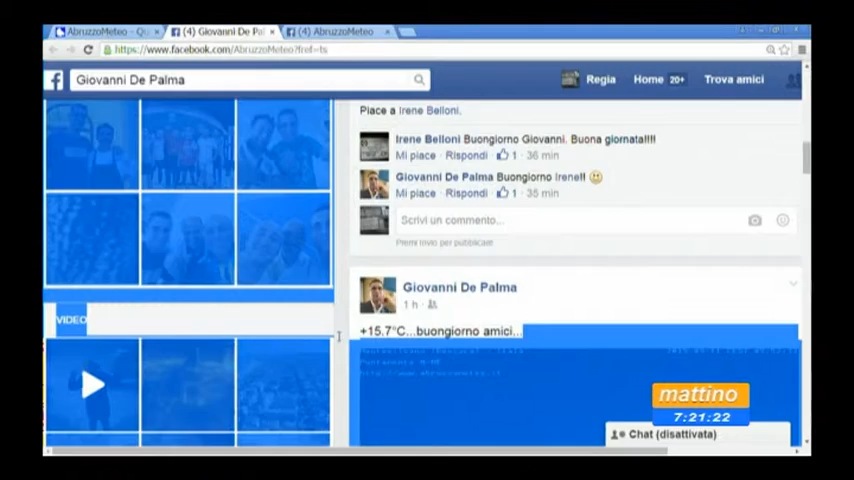 AbruzzoMeteo - Qu
(4) Giovanni De Pal
(4) AbruzzoMeteo
https://www.facebook.com/AbruzzoMeteo?fref=ts
Giovanni De Palma
Regia
Home 20+
Trova amici
Piace a Irene Belloni.
Irene Belloni Buongiorno Giovanni. Buona giornata!!!!
Mi piace · Rispondi · 1 · 36 min
Giovanni De Palma Buongiorno Irene!!
Mi piace · Rispondi · 1 · 35 min
Scrivi un commento...
Premi Invio per pubblicare.
Giovanni De Palma
1 h
VIDEO
+15.7°C...buongiorno amici...
mattino
7:21:22
Chat (disattivata)